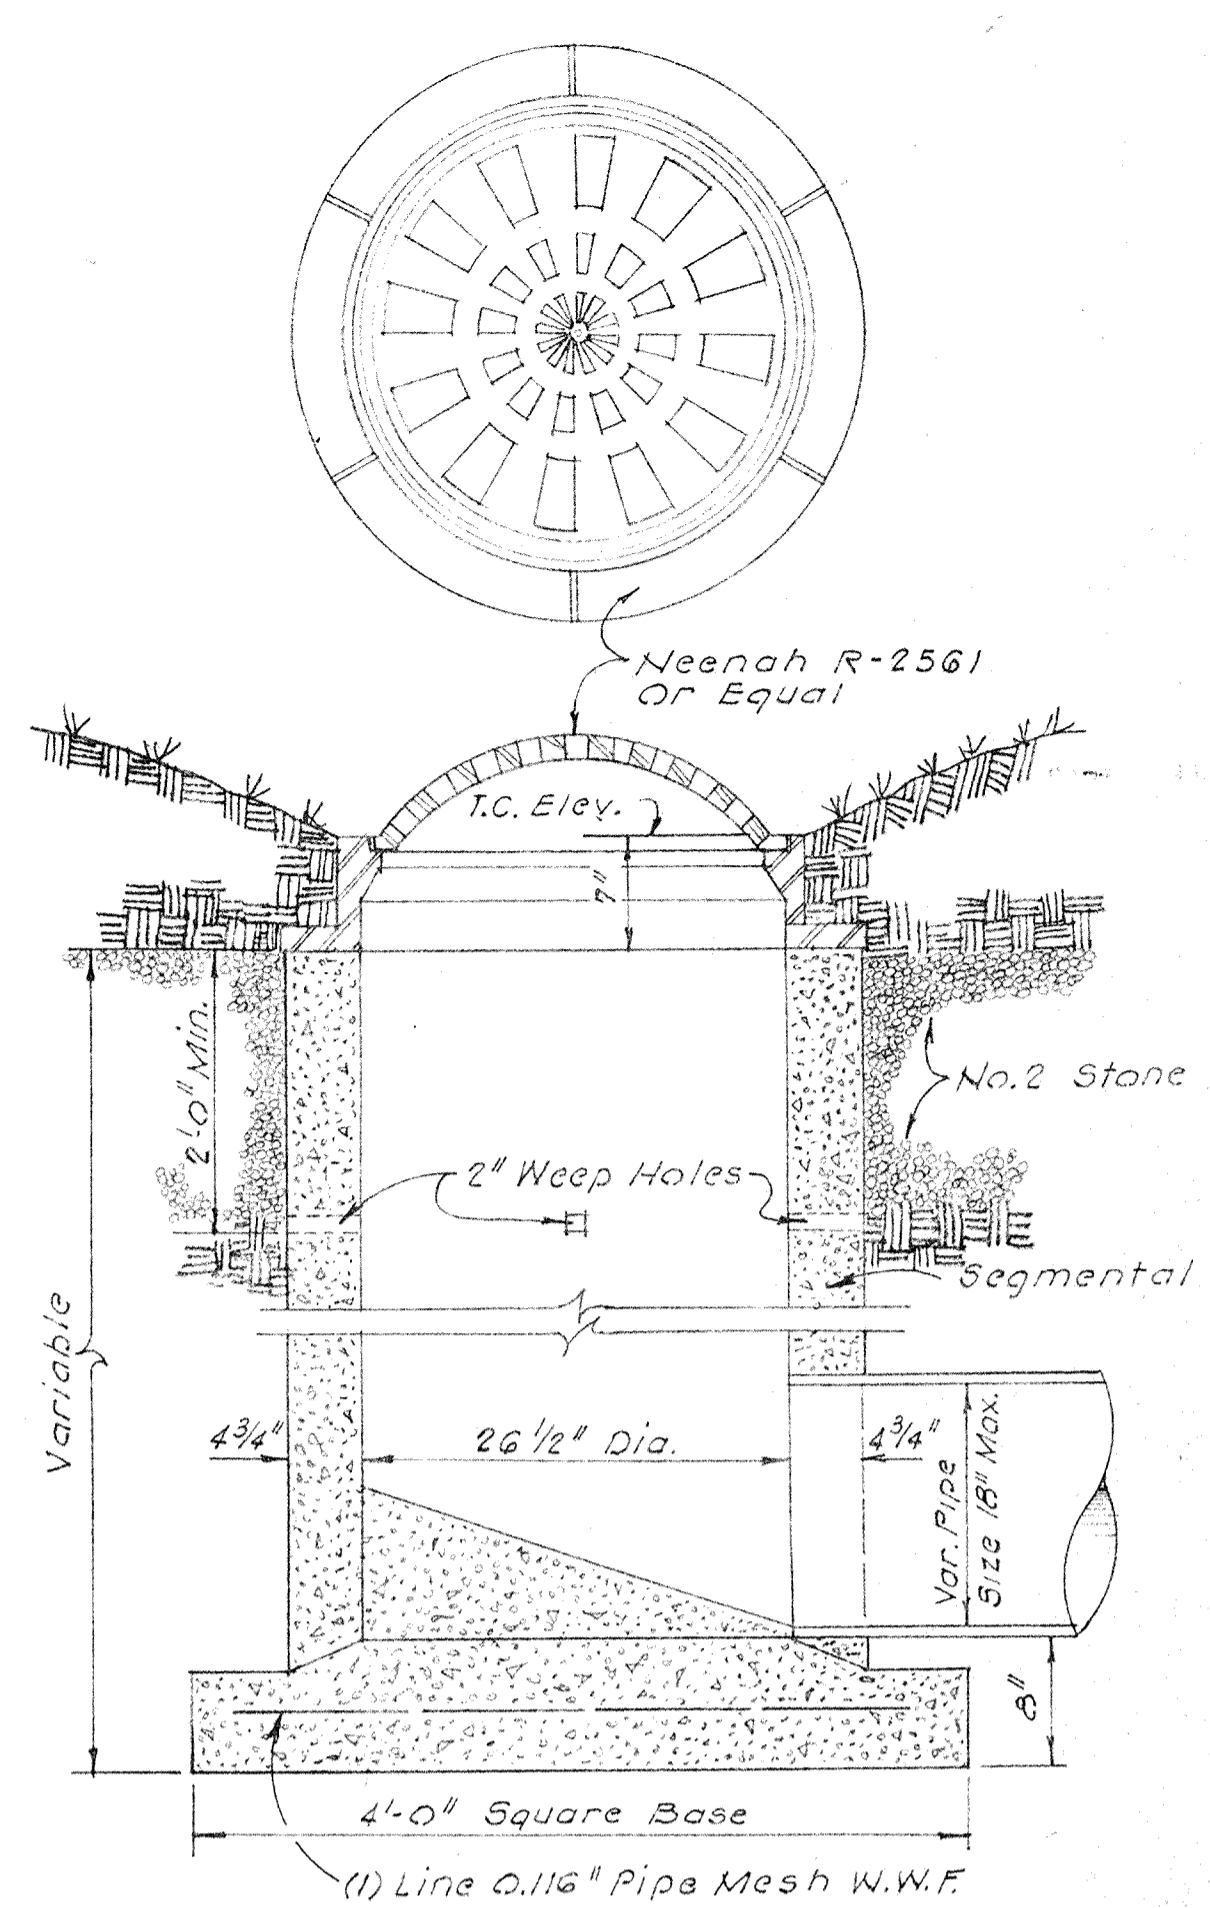 Neenah R-2561
Or Equal
T.C. Elev.
7"
2'-0" Min.
No. 2 Stone
2" Weep Holes
Segmental
Variable
4 3/4"
26 1/2" Dia.
4 3/4"
Var. Pipe
Size 18" Max.
8"
4'-0" Square Base
(1) Line 0.116" Pipe Mesh W.W.F.